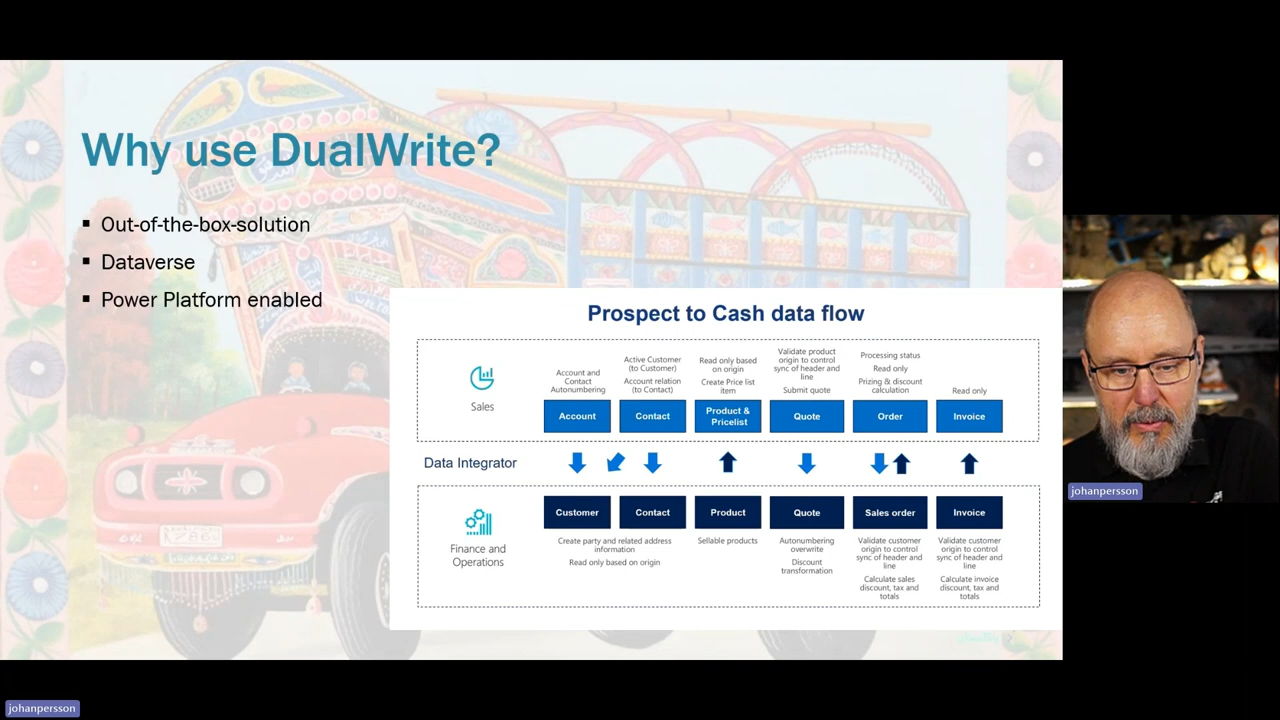 Why use DualWrite?
Out-of-the-box-solution
Dataverse
Power Platform enabled
Prospect to Cash data flow
Sales
Account and
Contact
Autonumbering
Account
Active Customer
(to Customer)
Account relation
(to Contact)
Contact
Read only based
on origin
Create Price list
item
Product &
Pricelist
Validate product
origin to control
sync of header and
line
Submit quote
Quote
Processing status
Read only
Prizing & discount
calculation
Order
Read only
Invoice
Data Integrator
Finance and
Operations
Customer
Contact
Create party and related address
information
Read only based on origin
Product
Sellable products
Quote
Autonumbering
overwrite
Discount
transformation
Sales order
Validate customer
origin to control
sync of header and
line
Calculate sales
discount, tax and
totals
Invoice
Validate customer
origin to control
sync of header and
line
Calculate invoice
discount, tax and
totals
johanpersson
johanpersson